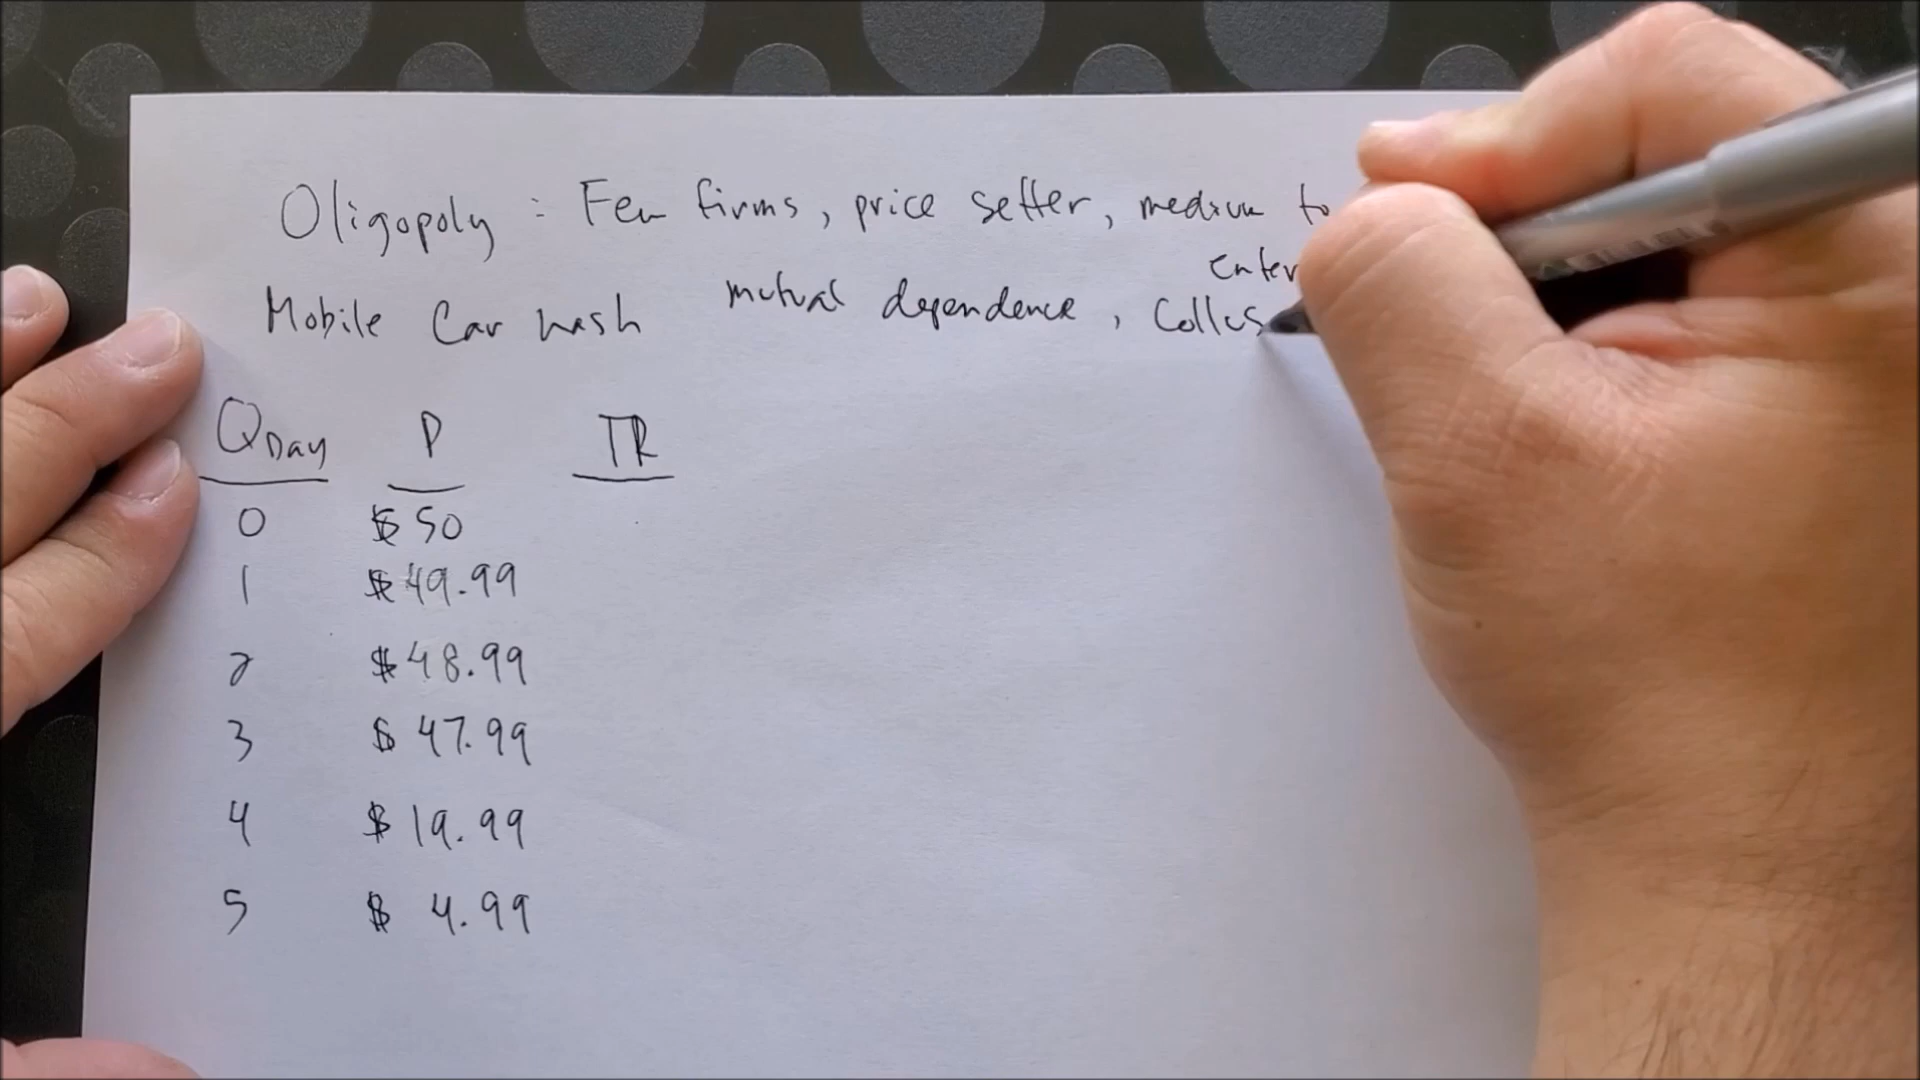 Oligopoly : Few firms, price setter, medium to
enter
Mobile Car wash mutual dependence, Collus
Q Day P TR
0 $ 50
1 $ 49.99
2 $ 48.99
3 $ 47.99
4 $ 19.99
5 $ 4.99